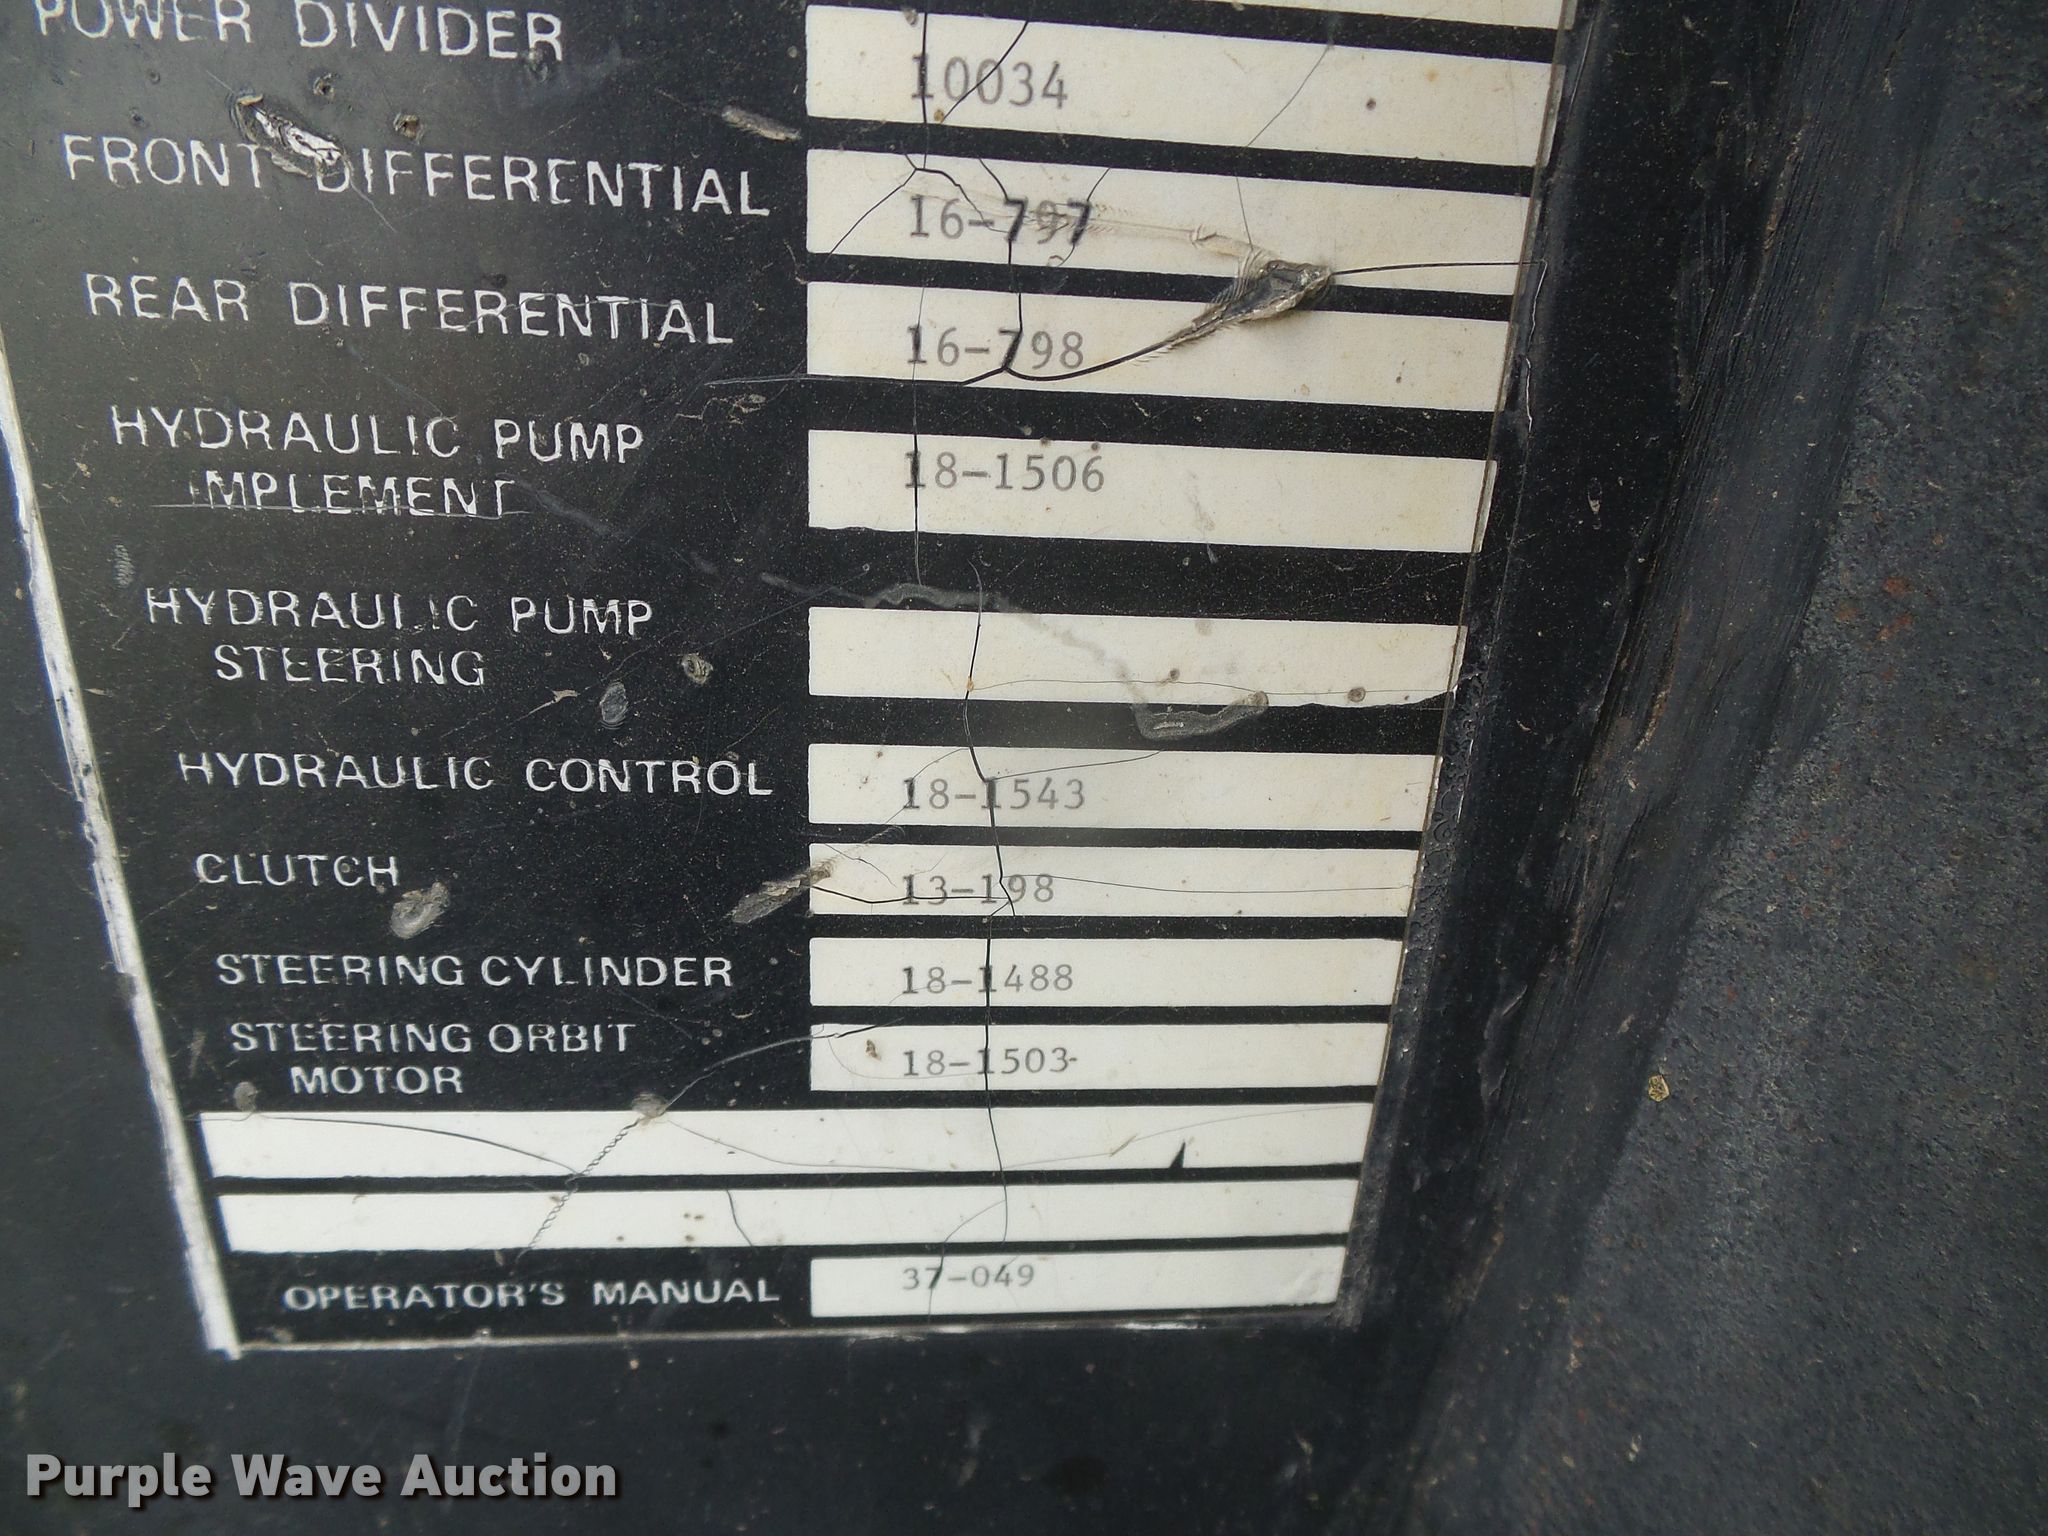 POWER DIVIDER 10034
FRONT DIFFERENTIAL 16-797
REAR DIFFERENTIAL 16-798
HYDRAULIC PUMP 18-1506
IMPLEMENT
HYDRAULIC PUMP
STEERING
HYDRAULIC CONTROL 18-1543
CLUTCH 13-198
STEERING CYLINDER 18-1488
STEERING ORBIT 18-1503-
MOTOR
OPERATOR'S MANUAL 37-049
Purple Wave Auction